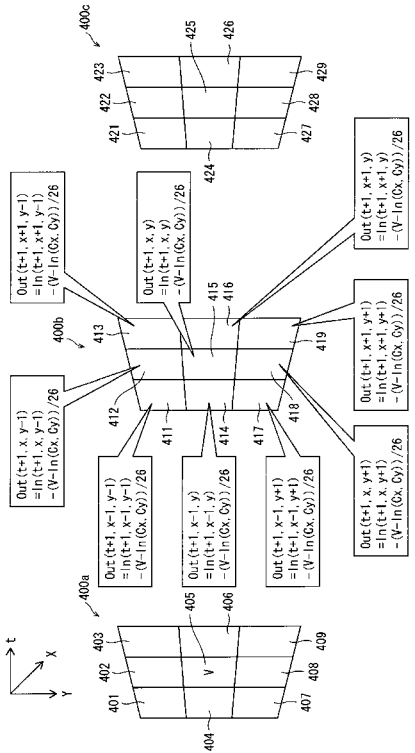 t
X
Y
400a
401
402
403
404
405
406
407
408
409
V
400b
411
412
413
414
415
416
417
418
419
Out(t+1, x-1, y-1)
=In(t+1, x-1, y-1)
-(V-In(Cx, Cy))/26
Out(t+1, x, y-1)
=In(t+1, x, y-1)
-(V-In(Cx, Cy))/26
Out(t+1, x+1, y-1)
=In(t+1, x+1, y-1)
-(V-In(Cx, Cy))/26
Out(t+1, x-1, y)
=In(t+1, x-1, y)
-(V-In(Cx, Cy))/26
Out(t+1, x, y)
=In(t+1, x, y)
-(V-In(Cx, Cy))/26
Out(t+1, x+1, y)
=In(t+1, x+1, y)
-(V-In(Cx, Cy))/26
Out(t+1, x-1, y+1)
=In(t+1, x-1, y+1)
-(V-In(Cx, Cy))/26
Out(t+1, x, y+1)
=In(t+1, x, y+1)
-(V-In(Cx, Cy))/26
Out(t+1, x+1, y+1)
=In(t+1, x+1, y+1)
-(V-In(Cx, Cy))/26
400c
421
422
423
424
425
426
427
428
429